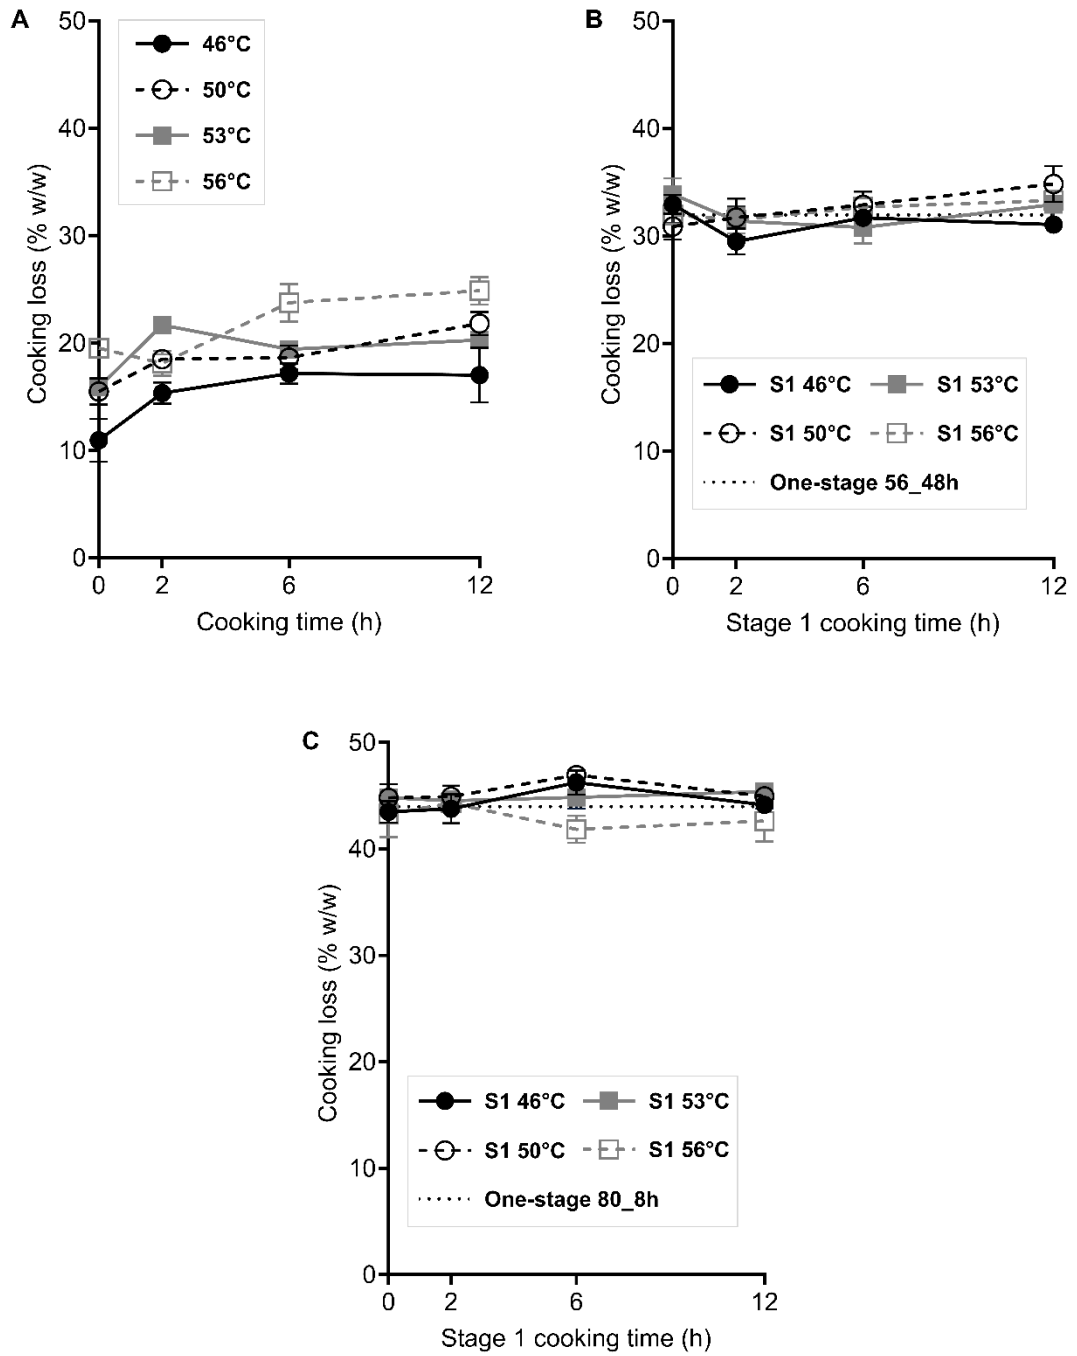 A
50
40
30
20
10
0
Cooking loss (% w/w)
46°C
50°C
53°C
56°C
0 2 6 12
Cooking time (h)
B
50
40
30
20
10
0
Cooking loss (% w/w)
S1 46°C S1 53°C
S1 50°C S1 56°C
One-stage 56_48h
0 2 6 12
Stage 1 cooking time (h)
C
50
40
30
20
10
0
Cooking loss (% w/w)
S1 46°C S1 53°C
S1 50°C S1 56°C
One-stage 80_8h
0 2 6 12
Stage 1 cooking time (h)